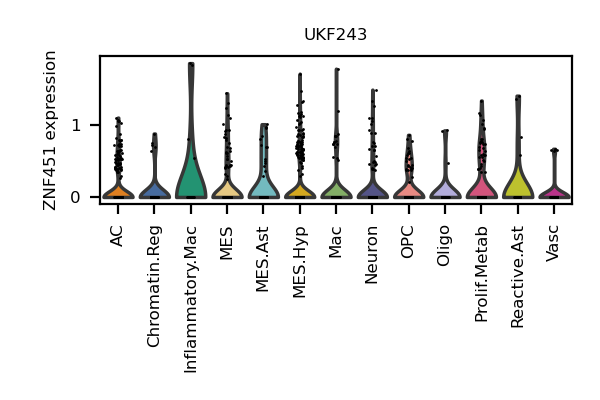 UKF243
ZNF451 expression
1
0
AC
Chromatin.Reg
Inflammatory.Mac
MES
MES.Ast
MES.Hyp
Mac
Neuron
OPC
Oligo
Prolif.Metab
Reactive.Ast
Vasc